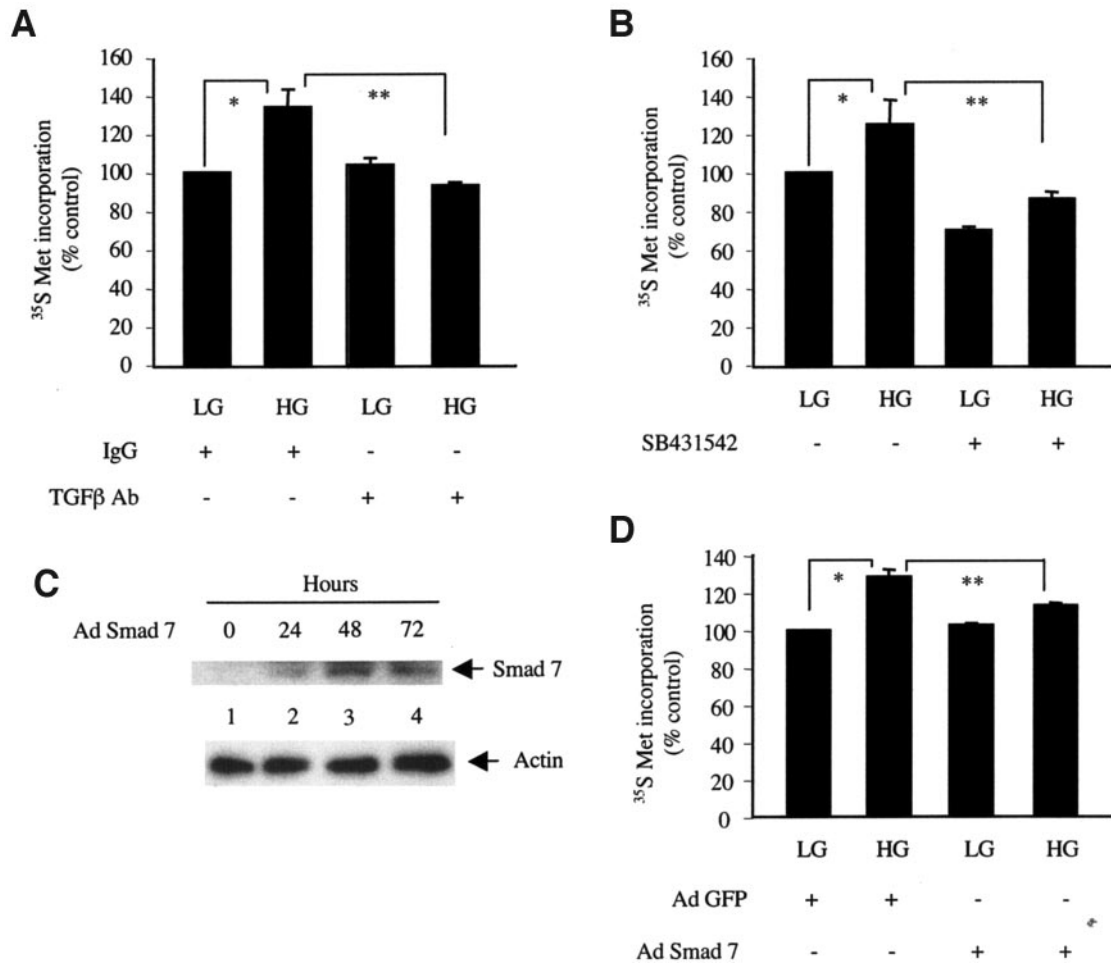 A
160
140
120
100
80
60
40
20
0
³⁵S Met incorporation
(% control)
*
**
LG HG LG HG
IgG + + - -
TGFβ Ab - - + +
B
160
140
120
100
80
60
40
20
0
³⁵S Met incorporation
(% control)
*
**
LG HG LG HG
SB431542 - - + +
C
Hours
Ad Smad 7 0 24 48 72
Smad 7
1 2 3 4
Actin
D
140
120
100
80
60
40
20
0
³⁵S Met incorporation
(% control)
*
**
LG HG LG HG
Ad GFP + + - -
Ad Smad 7 - - + +